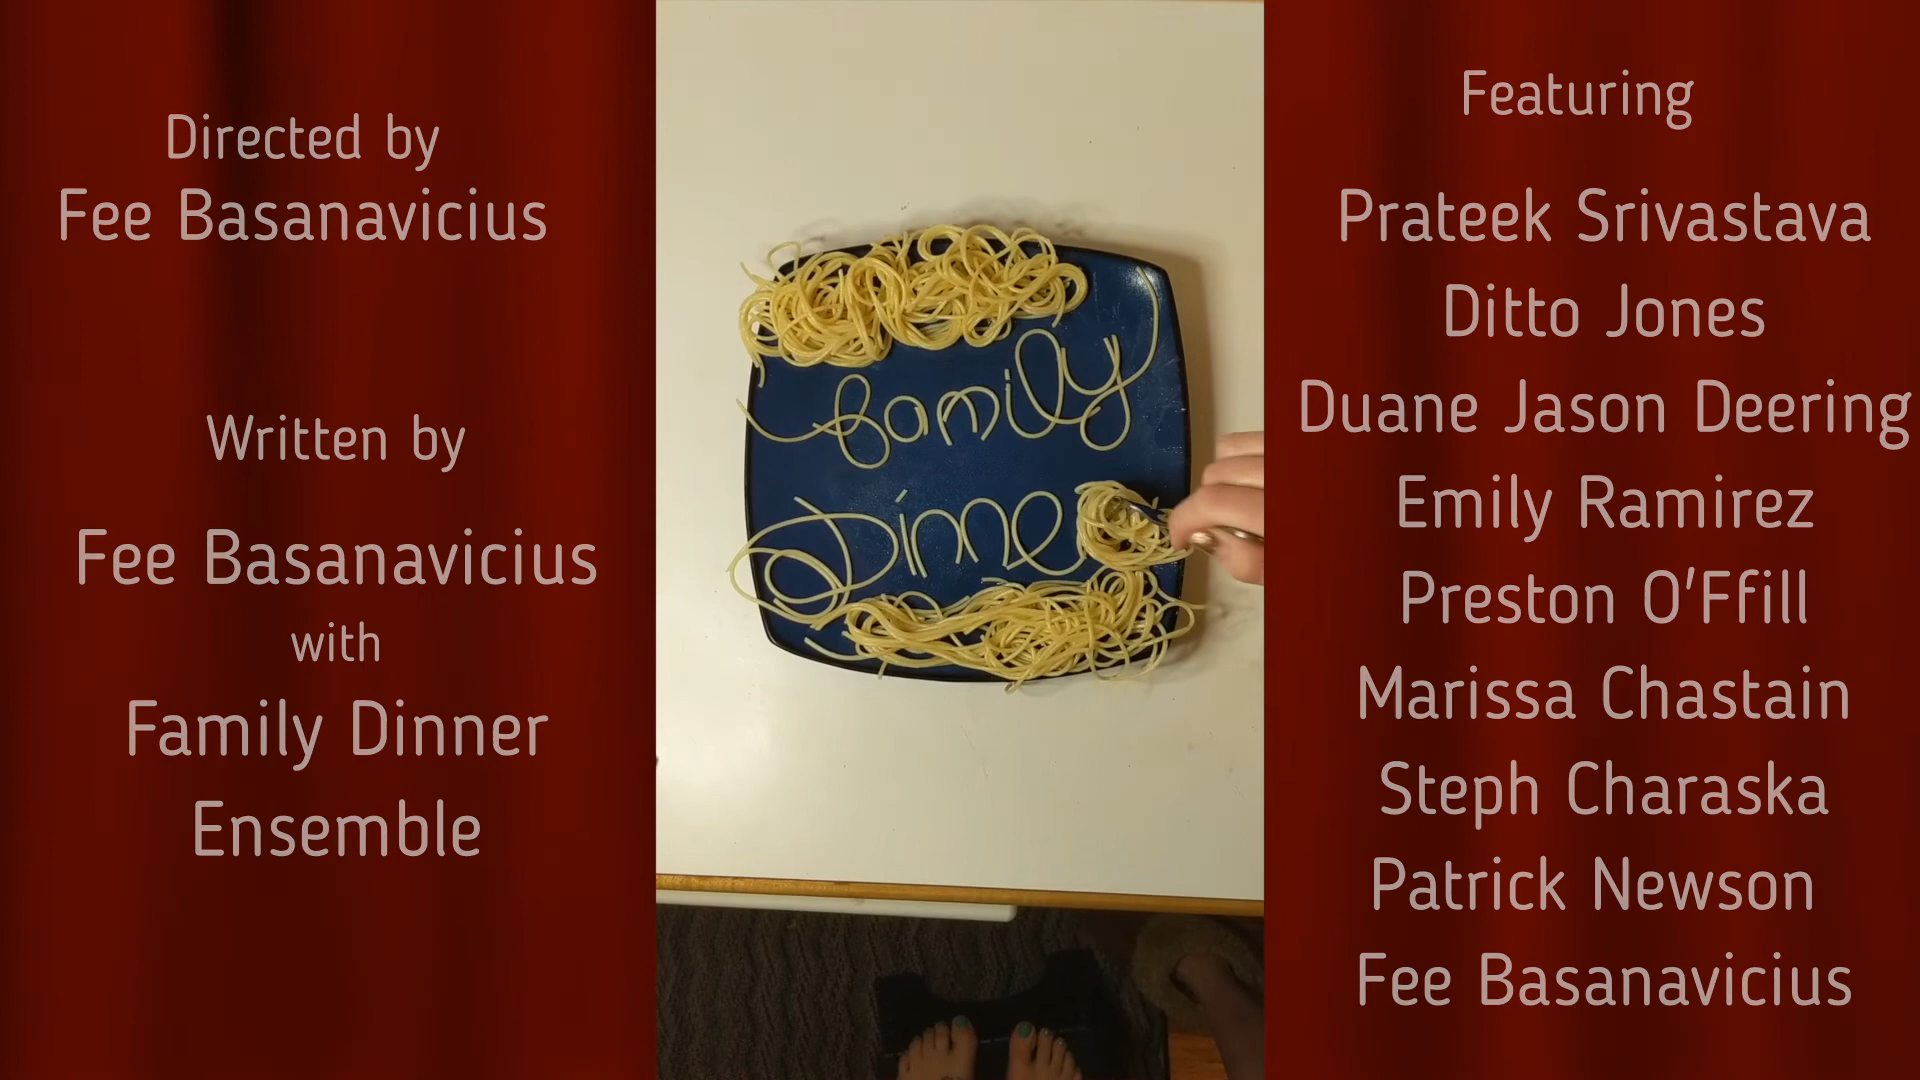 Directed by
Fee Basanavicius
Written by
Fee Basanavicius
with
Family Dinner
Ensemble
family
Dinne
Featuring
Prateek Srivastava
Ditto Jones
Duane Jason Deering
Emily Ramirez
Preston O'Ffill
Marissa Chastain
Steph Charaska
Patrick Newson
Fee Basanavicius